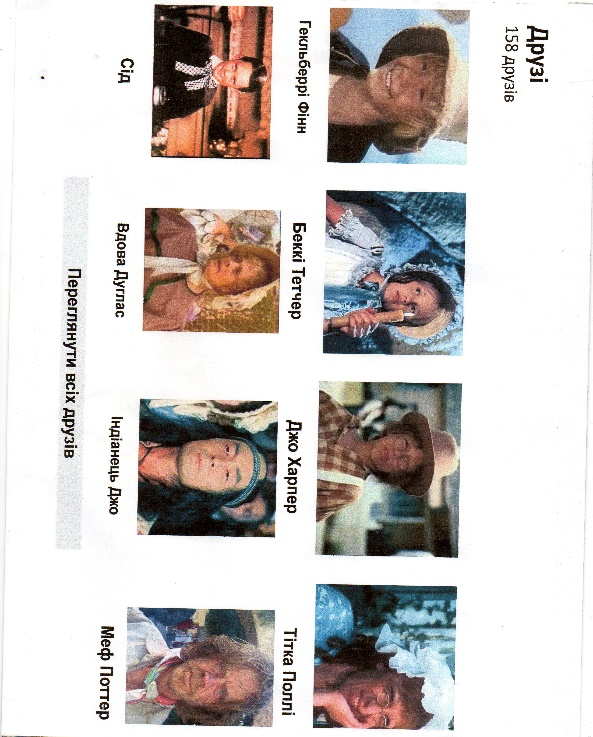 Друзі
158 друзів
Гекльберрі Фінн
Беккі Тетчер
Джо Харпер
Тітка Поллі
Сід
Вдова Дуглас
Індіанець Джо
Меф Поттер
Переглянути всіх друзів